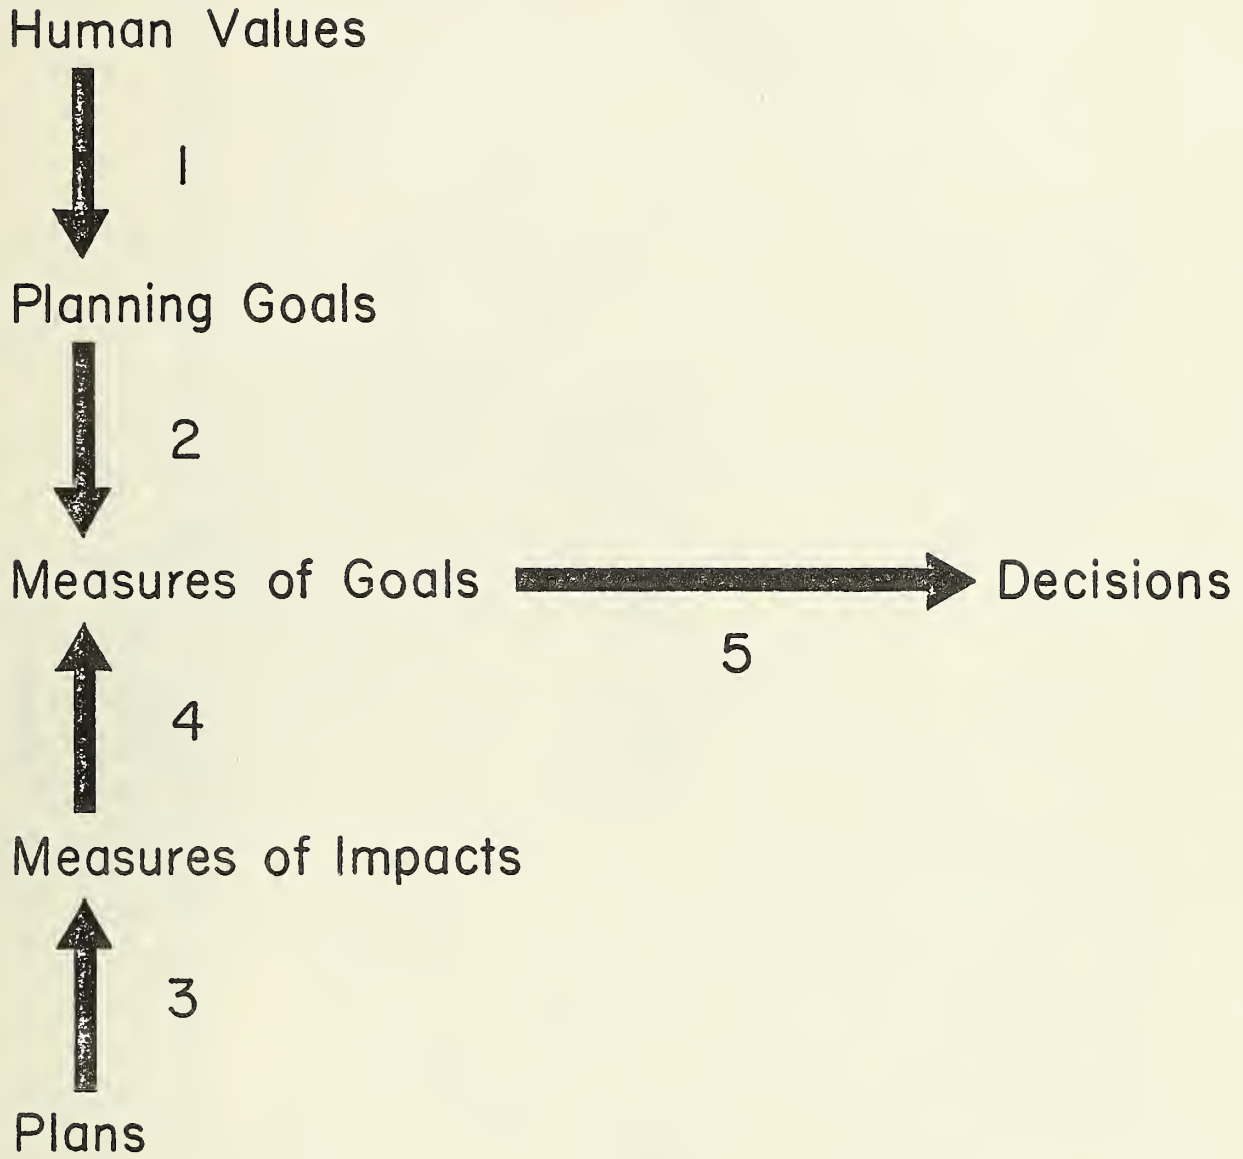 Human Values
1
Planning Goals
2
Measures of Goals
Decisions
5
4
Measures of Impacts
3
Plans